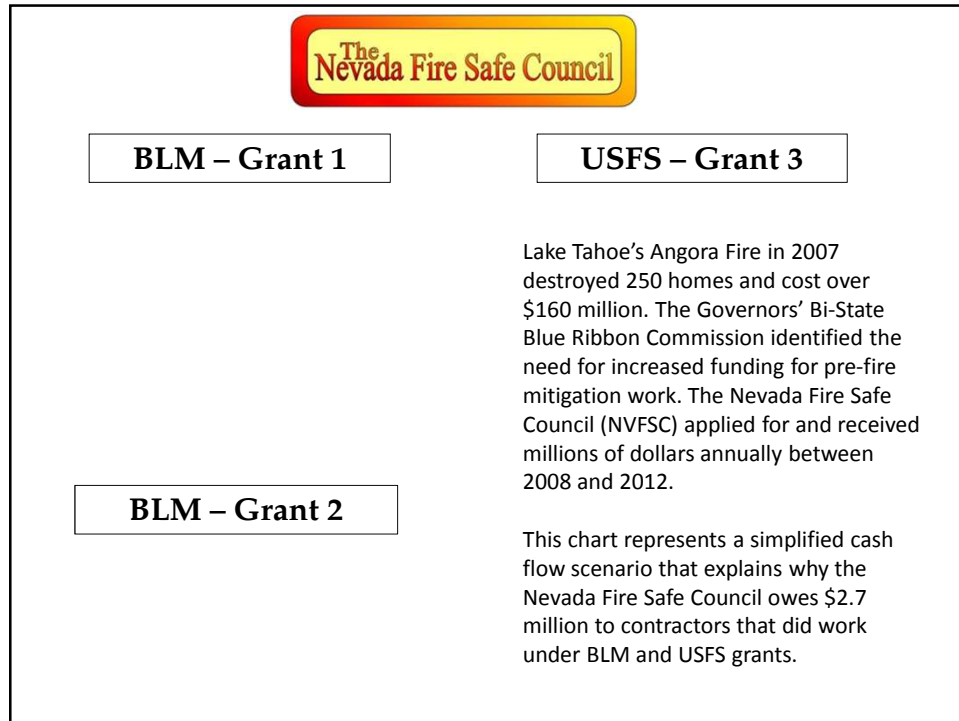 The
Nevada Fire Safe Council
BLM – Grant 1
USFS – Grant 3
Lake Tahoe’s Angora Fire in 2007
destroyed 250 homes and cost over
$160 million. The Governors’ Bi-State
Blue Ribbon Commission identified the
need for increased funding for pre-fire
mitigation work. The Nevada Fire Safe
Council (NVFSC) applied for and received
millions of dollars annually between
2008 and 2012.
BLM – Grant 2
This chart represents a simplified cash
flow scenario that explains why the
Nevada Fire Safe Council owes $2.7
million to contractors that did work
under BLM and USFS grants.